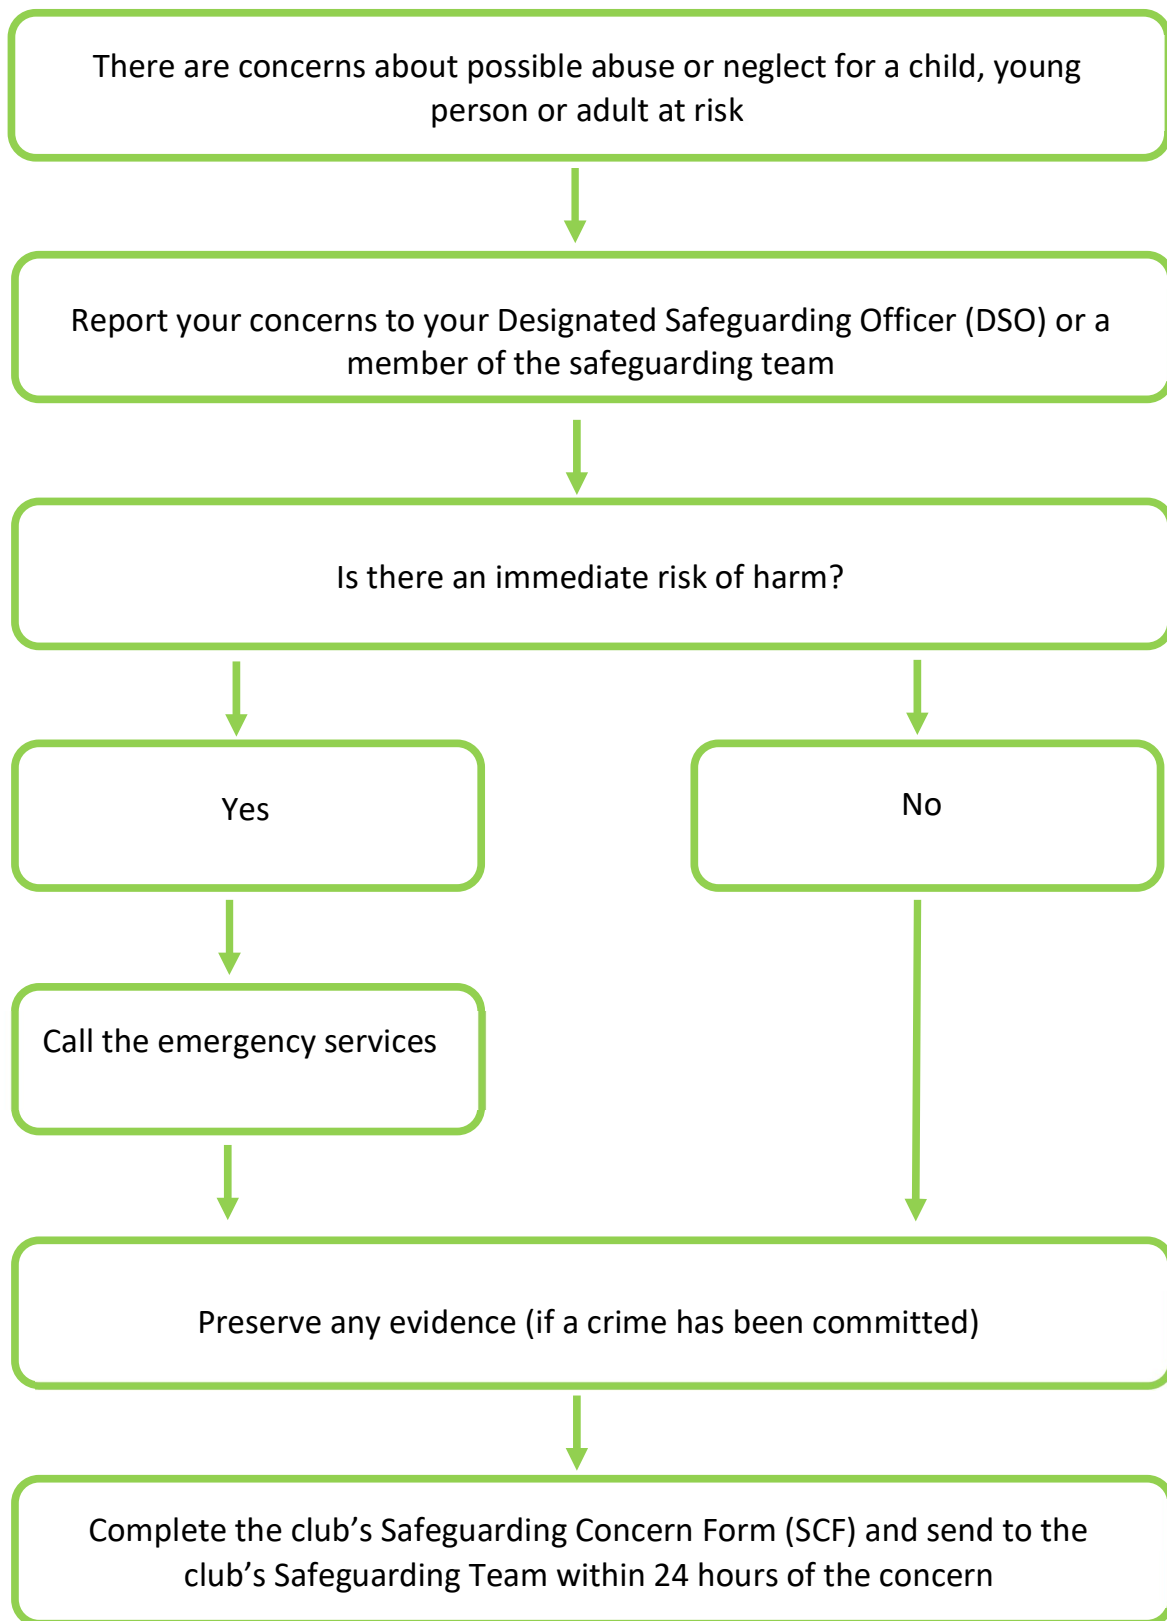 There are concerns about possible abuse or neglect for a child, young
person or adult at risk
Report your concerns to your Designated Safeguarding Officer (DSO) or a
member of the safeguarding team
Is there an immediate risk of harm?
Yes
No
Call the emergency services
Preserve any evidence (if a crime has been committed)
Complete the club’s Safeguarding Concern Form (SCF) and send to the
club’s Safeguarding Team within 24 hours of the concern